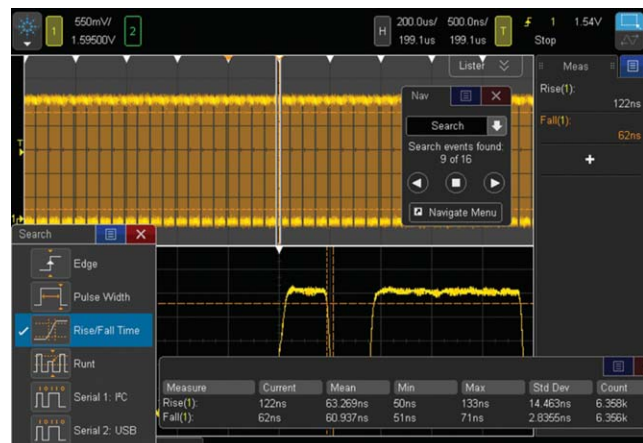 1
550mV/
1.59500V
2
H
200.0us/
199.1us
500.0ns/
199.1us
T
1
1.54V
Stop
Lister
Meas
Rise(1):
122ns
Fall(1):
62ns
Nav
Search
Search events found:
9 of 16
Navigate Menu
T
Search
Edge
Pulse Width
Rise/Fall Time
Runt
Serial 1: I²C
Serial 2: USB
Measure Current Mean Min Max Std Dev Count
Rise(1): 122ns 63.269ns 50ns 133ns 14.463ns 6.358k
Fall(1): 62ns 60.937ns 51ns 71ns 2.8355ns 6.356k